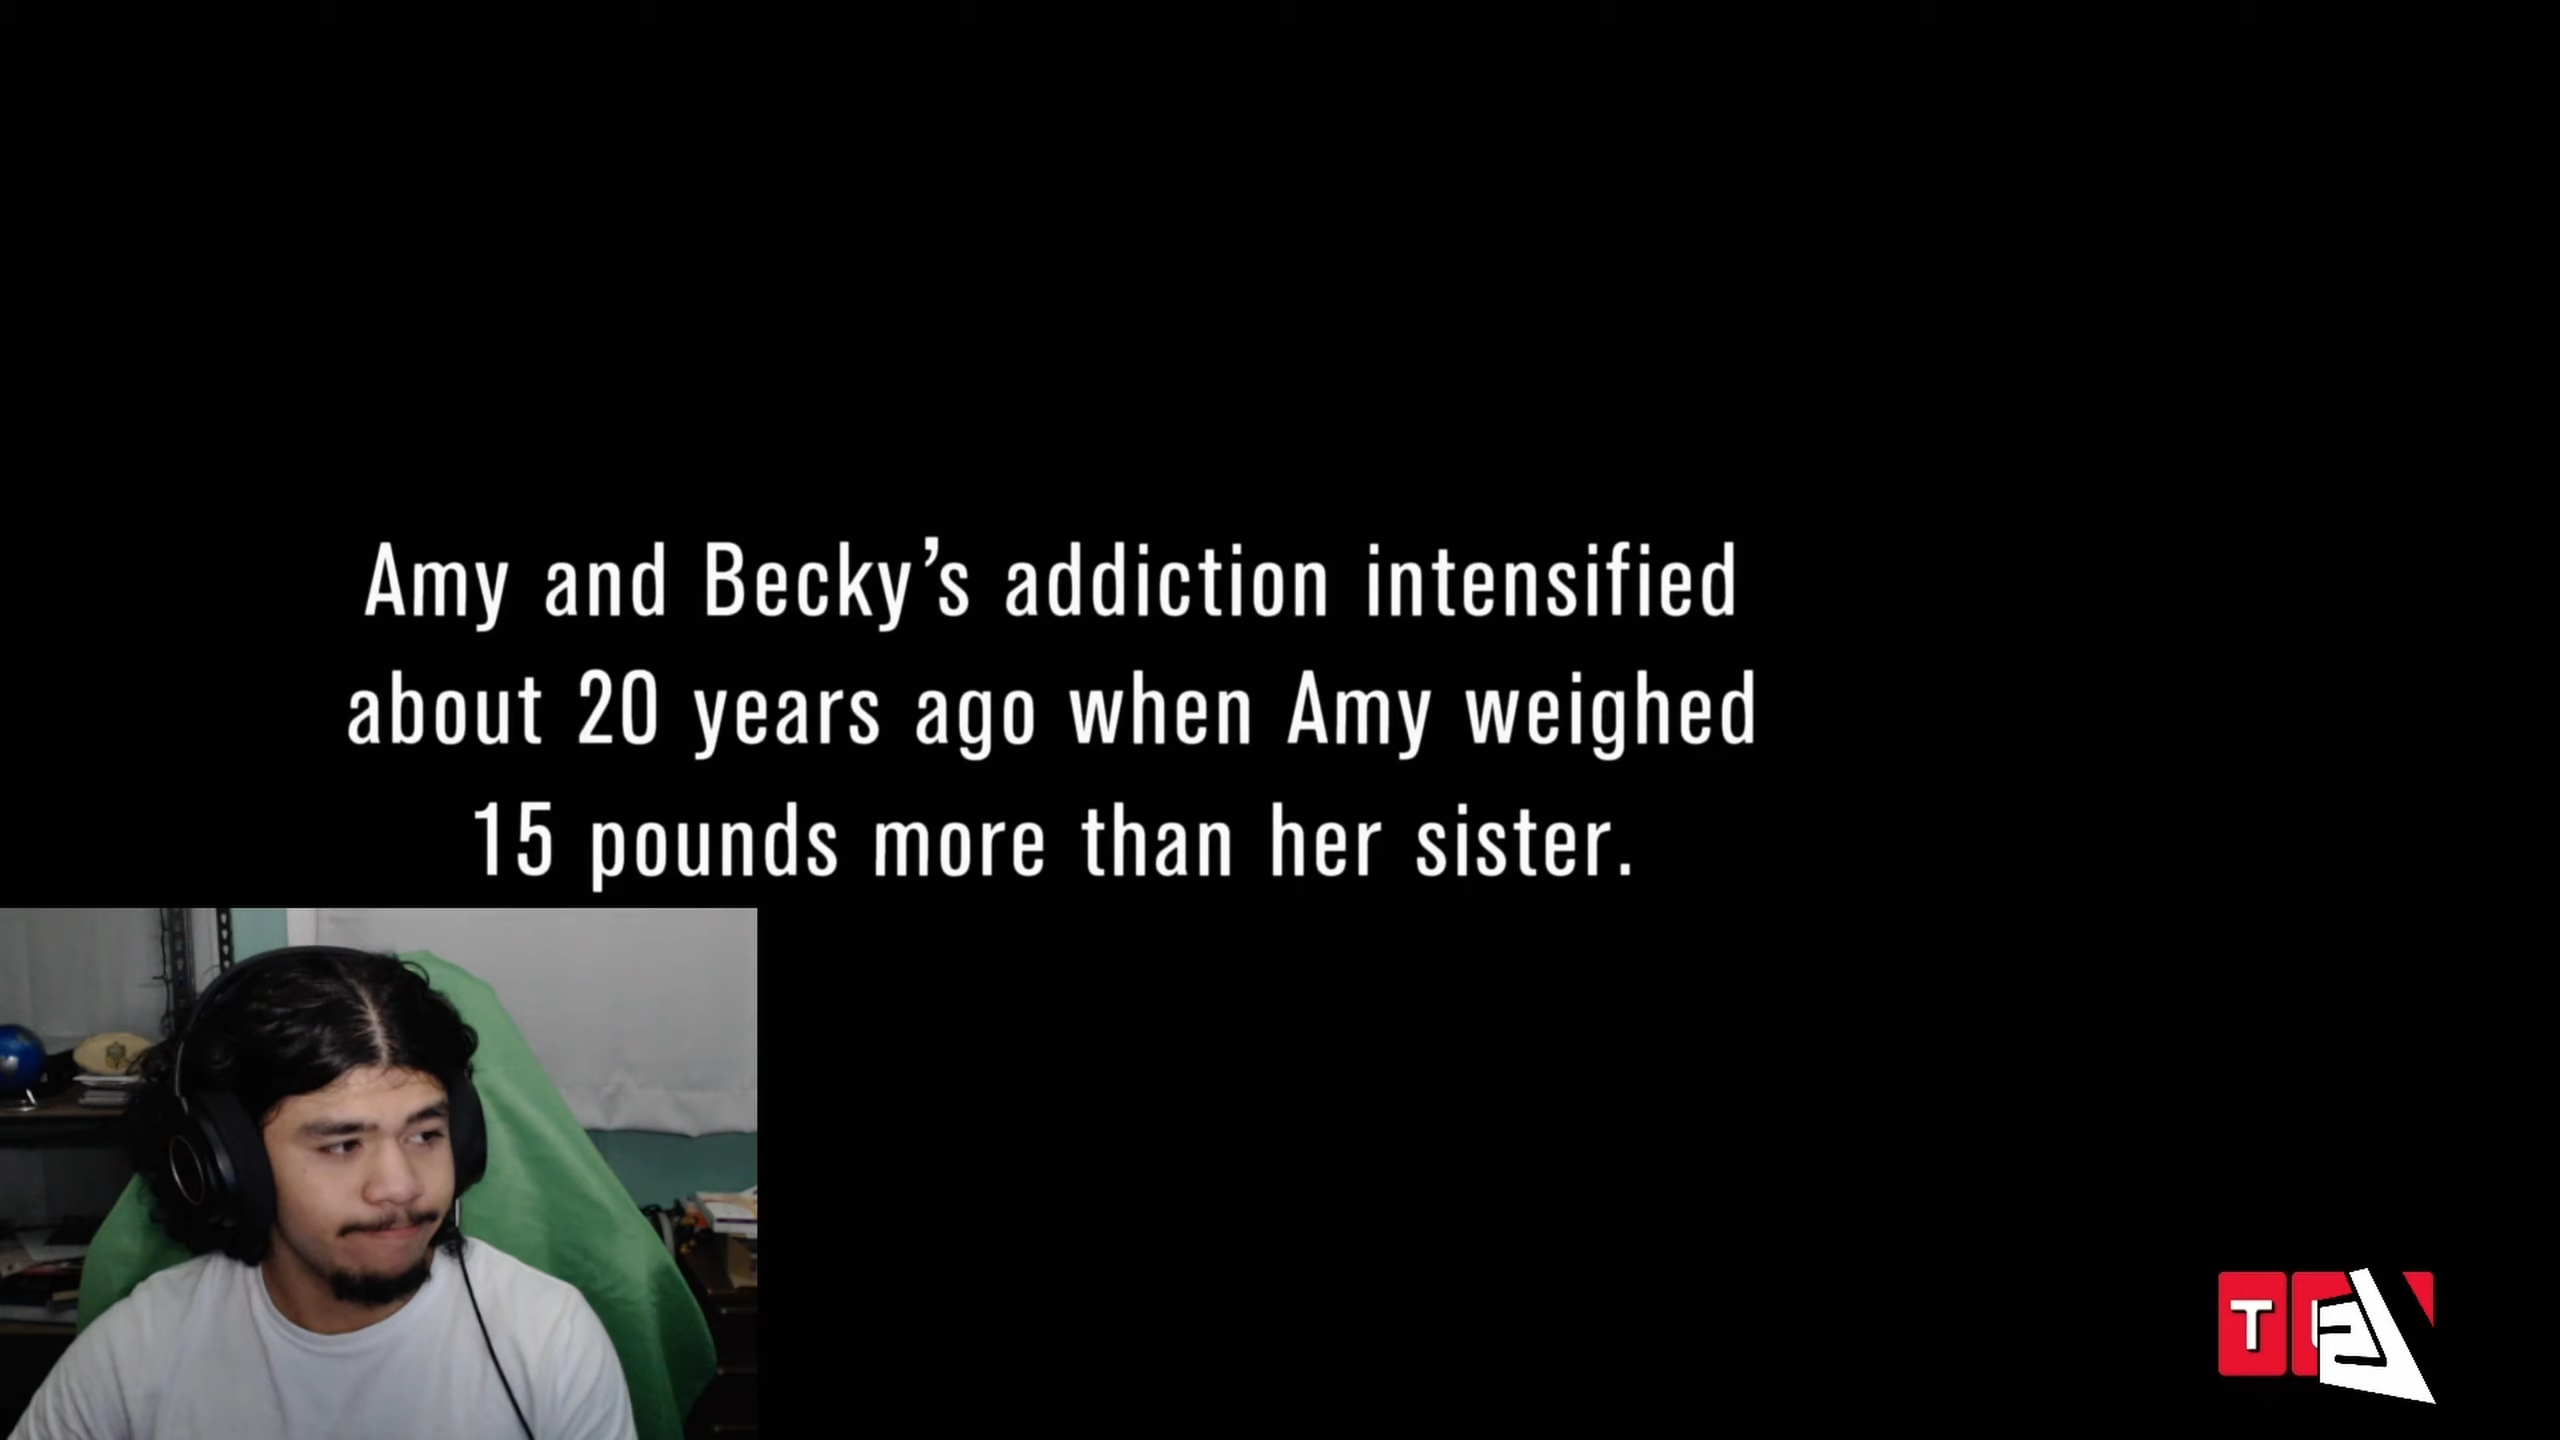 Amy and Becky’s addiction intensified
about 20 years ago when Amy weighed
15 pounds more than her sister.
T